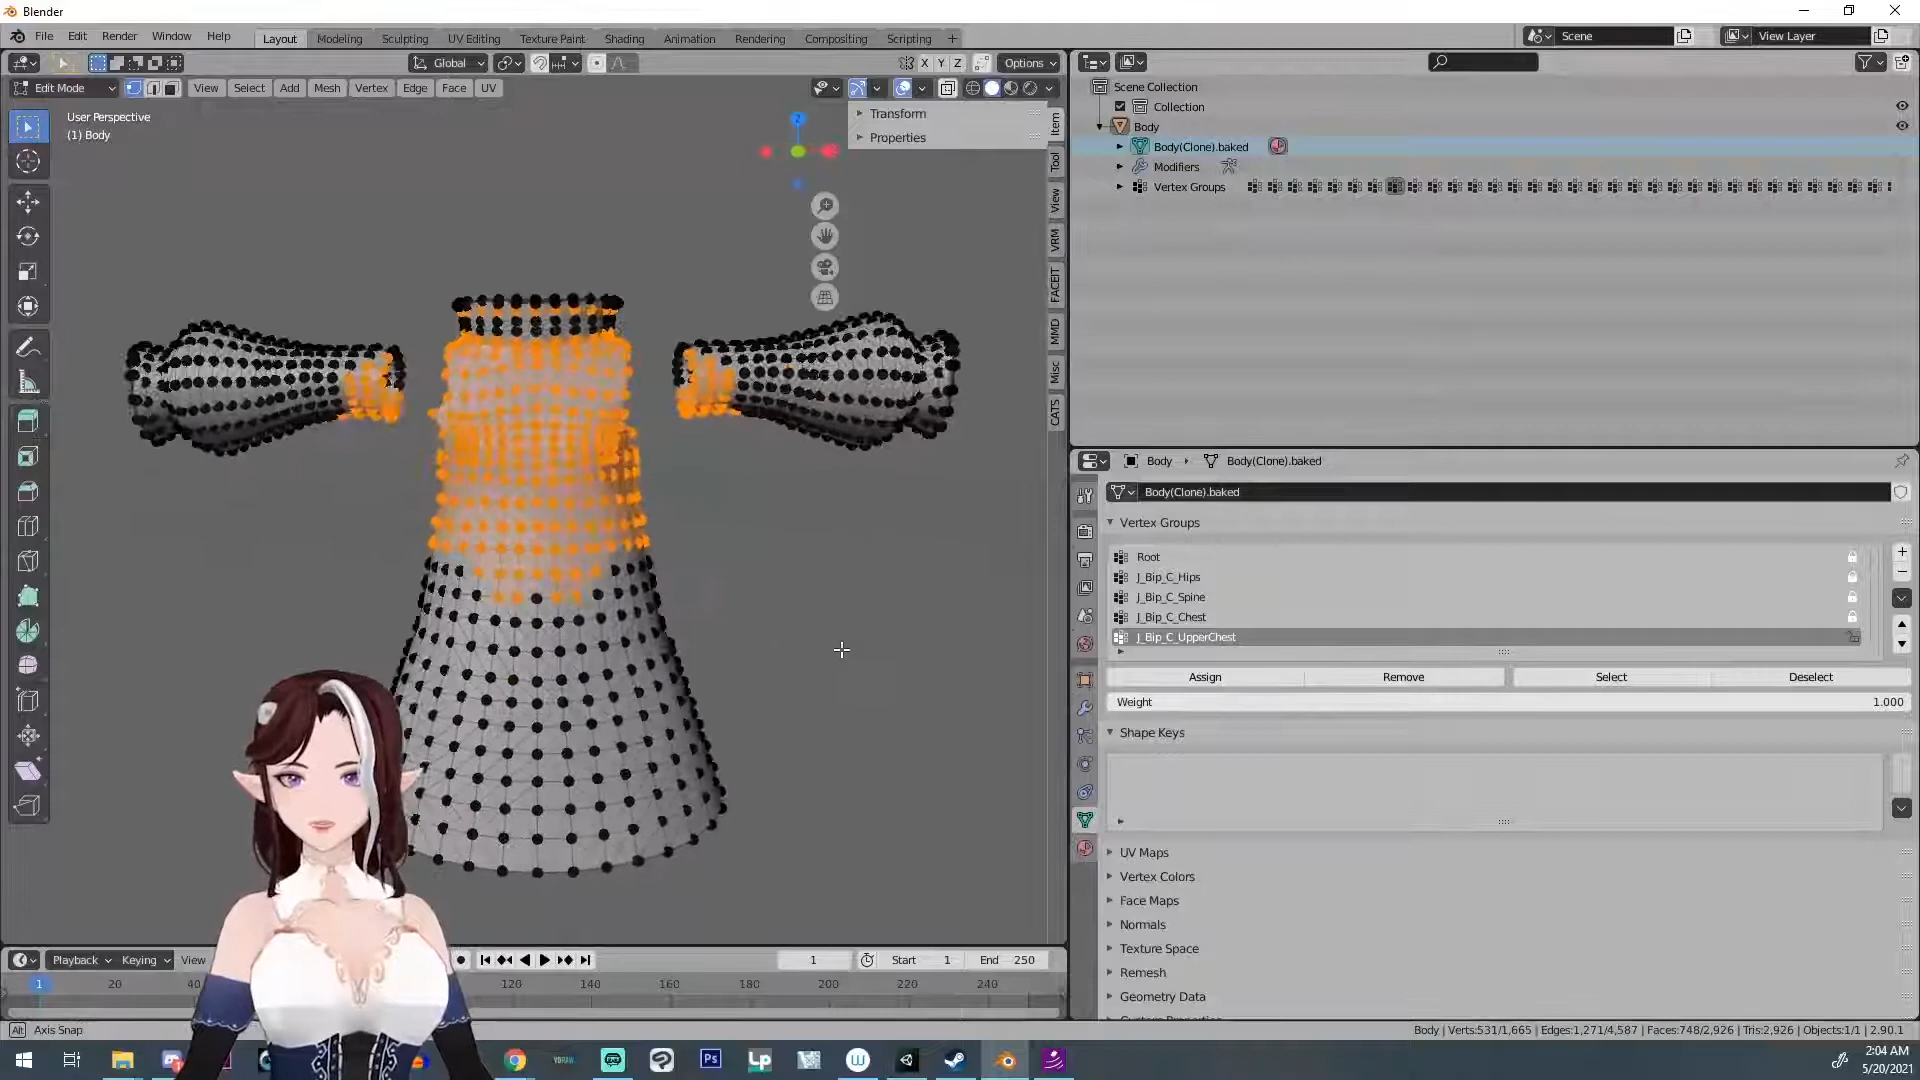 Blender
File Edit Render Window Help
Layout Modeling Sculpting UV Editing Texture Paint Shading Animation Rendering Compositing Scripting +
Scene
View Layer
Global
X Y Z
Options
Edit Mode
View Select Add Mesh Vertex Edge Face UV
User Perspective
(1) Body
Transform
Properties
Z
Item
Tool
View
VRM
FACEIT
MMD
Misc
CATS
Scene Collection
Collection
Body
Body(Clone).baked
Modifiers
Vertex Groups
Body
Body(Clone).baked
Body(Clone).baked
Vertex Groups
Root
J_Bip_C_Hips
J_Bip_C_Spine
J_Bip_C_Chest
J_Bip_C_UpperChest
Assign Remove Select Deselect
Weight 1.000
Shape Keys
UV Maps
Vertex Colors
Face Maps
Normals
Texture Space
Remesh
Geometry Data
Playback Keying View
1
Start 1
End 250
1 20 40 120 140 160 180 200 220 240
Alt Axis Snap
Body | Verts:531/1,665 | Edges:1,271/4,587 | Faces:748/2,926 | Tris:2,926 | Objects:1/1 | 2.90.1
Ps
Lp
2:04 AM
5/20/2021